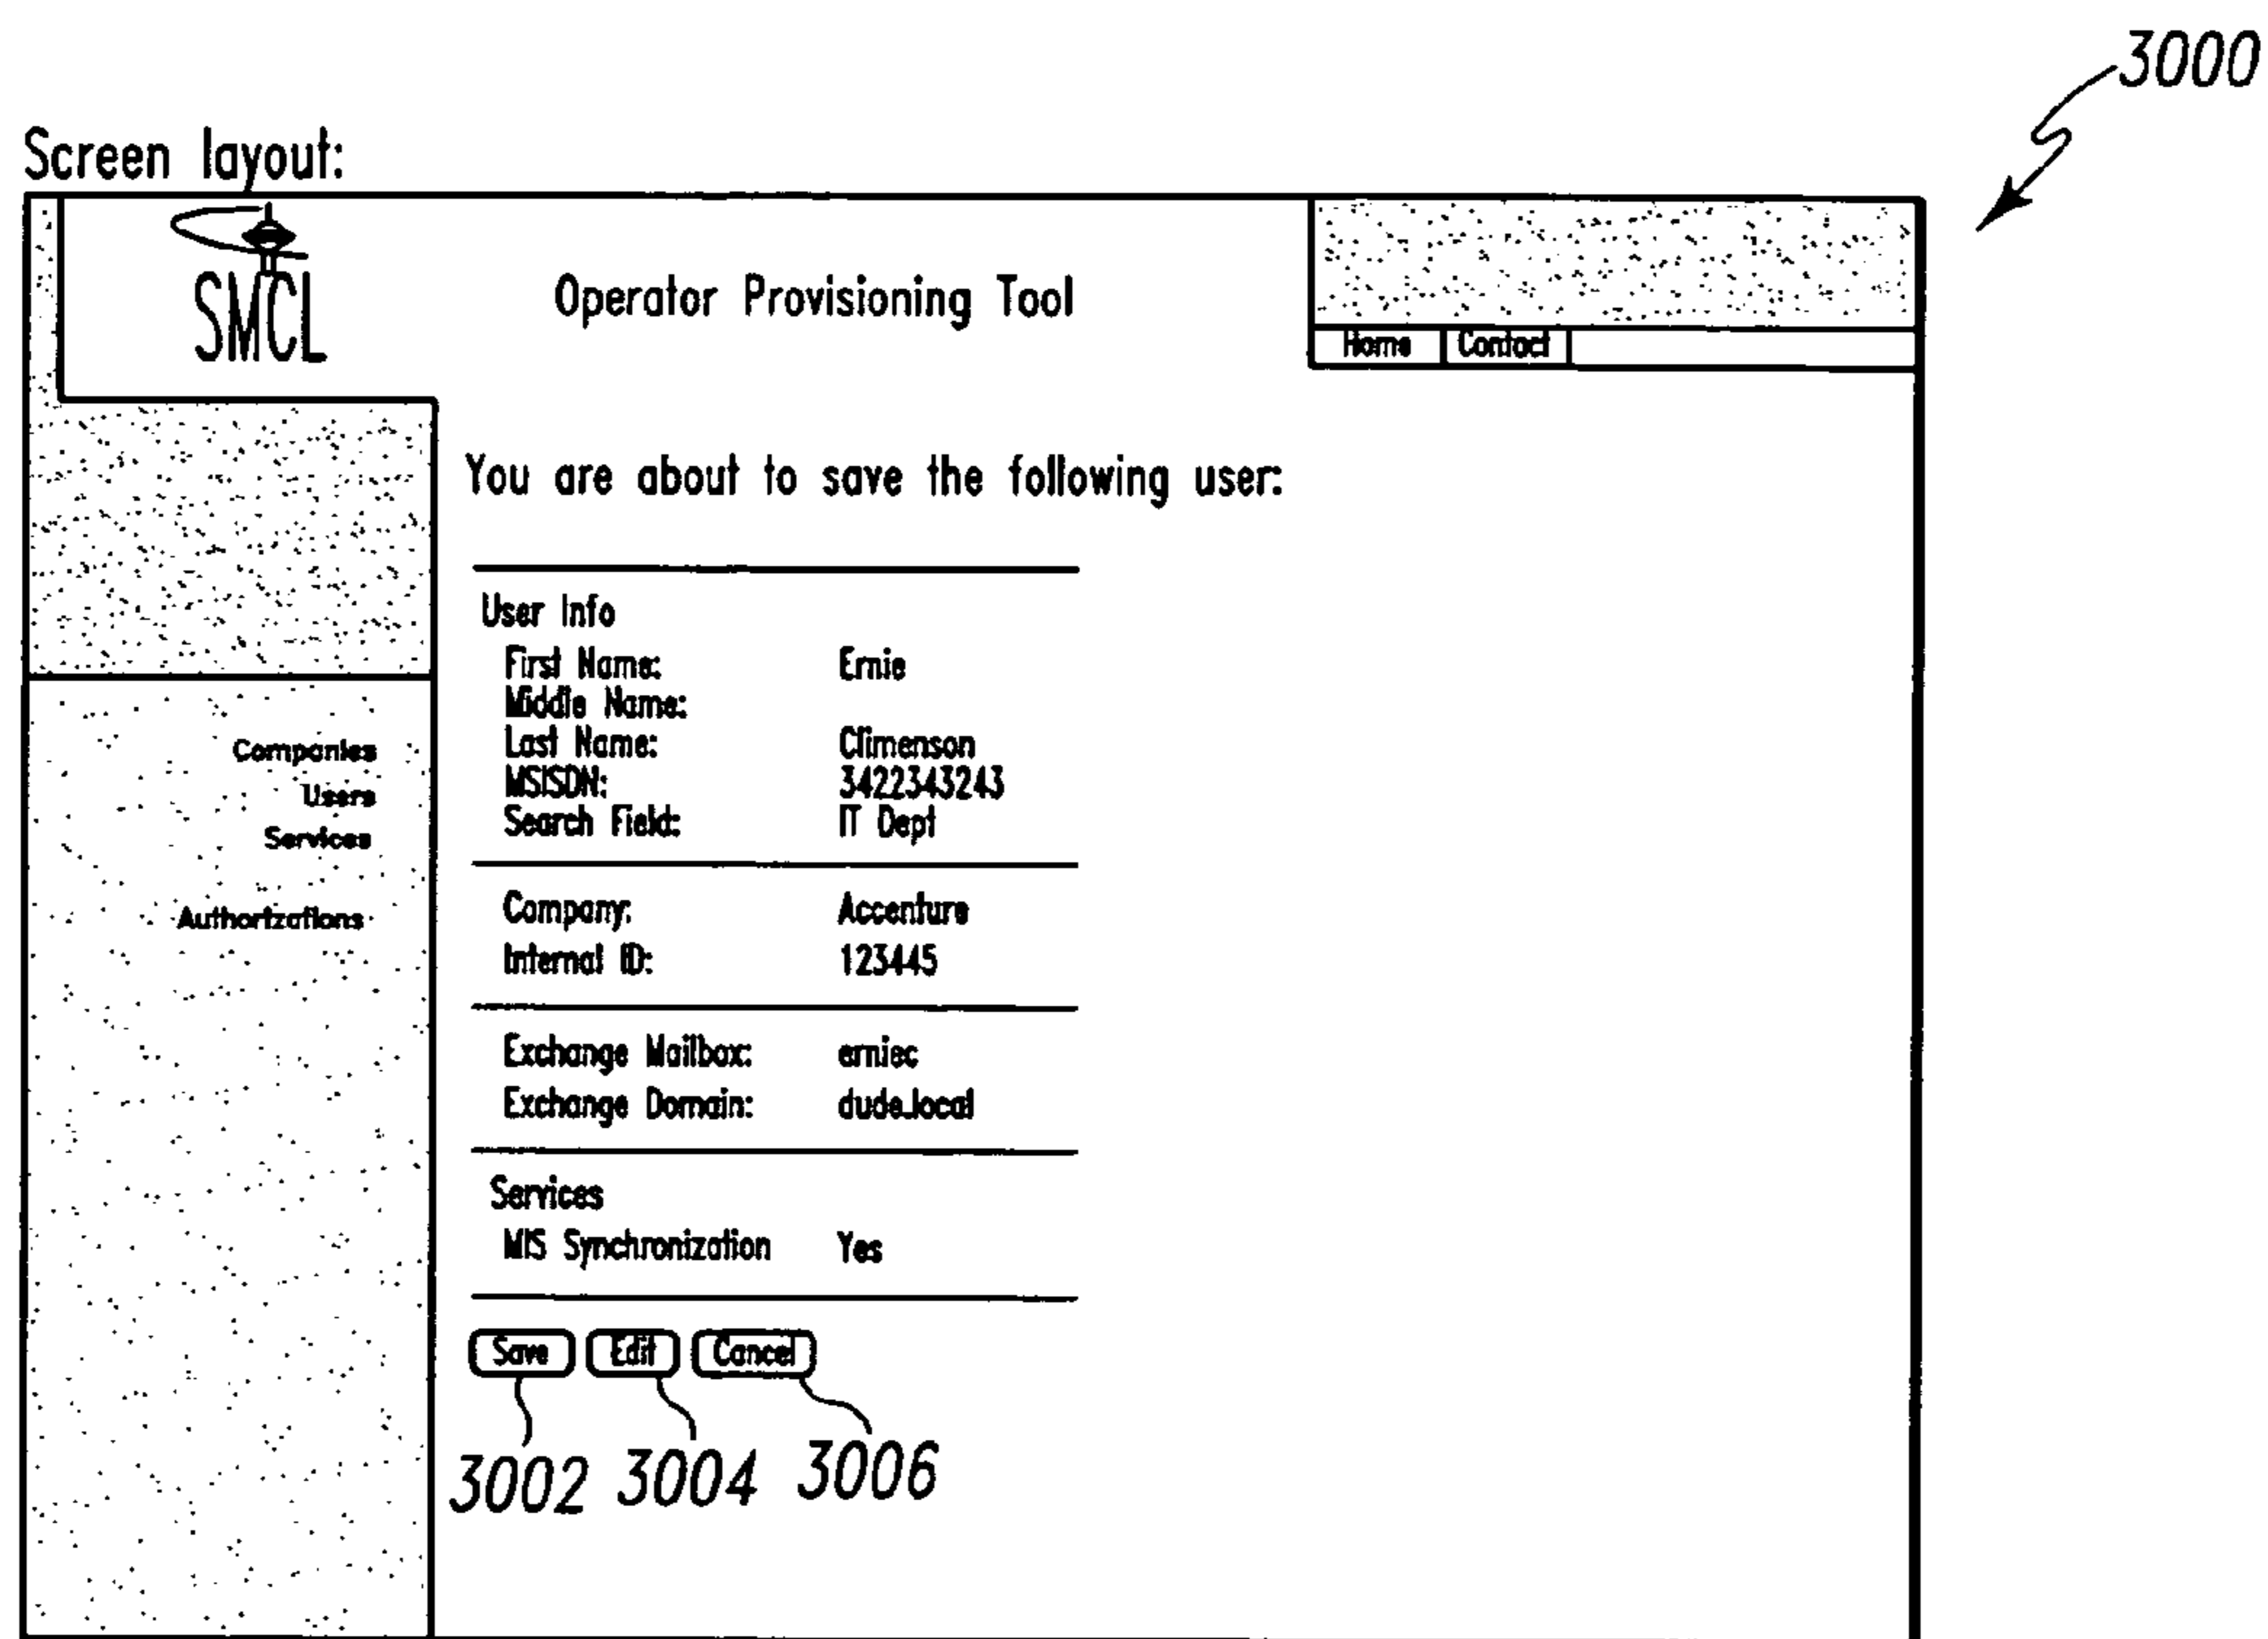 3000
Screen layout:
SMCL
Operator Provisioning Tool
Home Contact
You are about to save the following user:
User Info
First Name: Ernie
Middle Name:
Last Name: Climenson
MSISDN: 3422343243
Search Field: IT Dept
Companies
Users
Services
Authorizations
Company: Accenture
Internal ID: 123445
Exchange Mailbox: erniec
Exchange Domain: dude.local
Services
MIS Synchronization Yes
Save Edit Cancel
3002 3004 3006